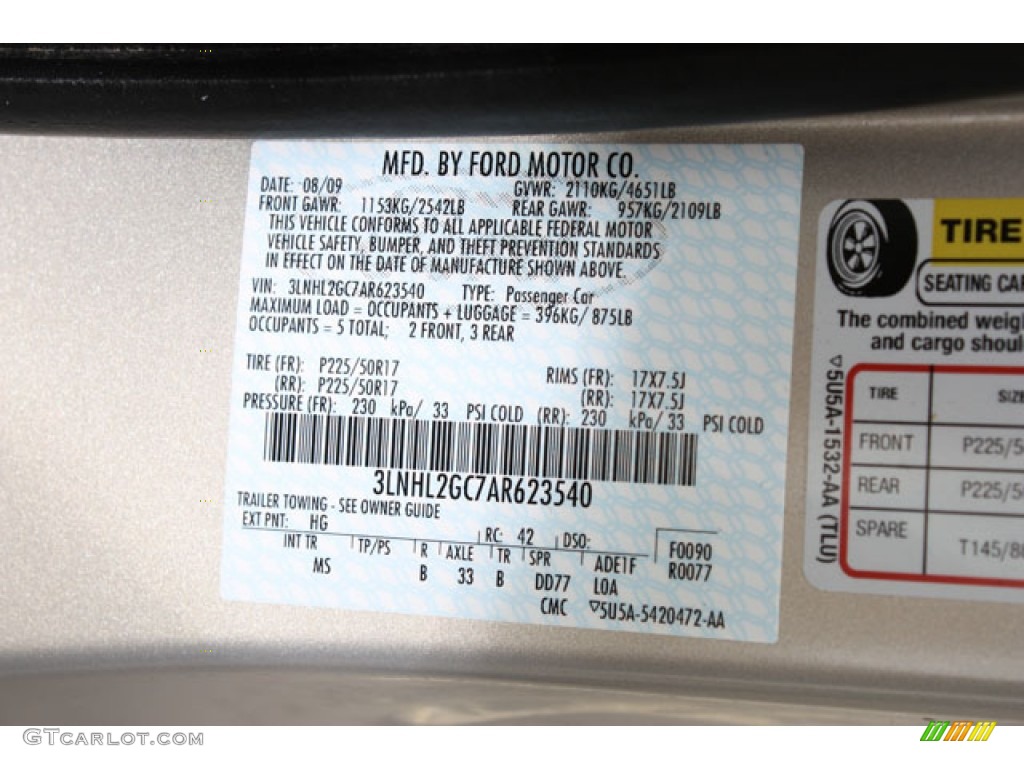 MFD. BY FORD MOTOR CO.
DATE: 08/09 GVWR: 2110KG/4651LB
FRONT GAWR: 1153KG/2542LB REAR GAWR: 957KG/2109LB
THIS VEHICLE CONFORMS TO ALL APPLICABLE FEDERAL MOTOR
VEHICLE SAFETY, BUMPER, AND THEFT PREVENTION STANDARDS
IN EFFECT ON THE DATE OF MANUFACTURE SHOWN ABOVE.
VIN: 3LNHL2GC7AR623540 TYPE: Passenger Car
MAXIMUM LOAD = OCCUPANTS + LUGGAGE = 396KG/ 875LB
OCCUPANTS = 5 TOTAL; 2 FRONT, 3 REAR
TIRE (FR): P225/50R17 RIMS (FR): 17X7.5J
(RR): P225/50R17 (RR): 17X7.5J
PRESSURE (FR): 230 kPa/ 33 PSI COLD (RR): 230 kPa/ 33 PSI COLD
3LNHL2GC7AR623540
TRAILER TOWING - SEE OWNER GUIDE
EXT PNT: HG RC: 42 DSO: F0090
INT TR TP/PS R AXLE TR SPR ADE1F R0077
MS B 33 B DD77 LOA
CMC ▽5U5A-5420472-AA
TIRE
SEATING CA
The combined weig
and cargo shoul
▽5U5A-1532-AA (TLU)
TIRE SIZE
FRONT P225/5
REAR P225/5
SPARE T145/8
GTCARLOT.COM